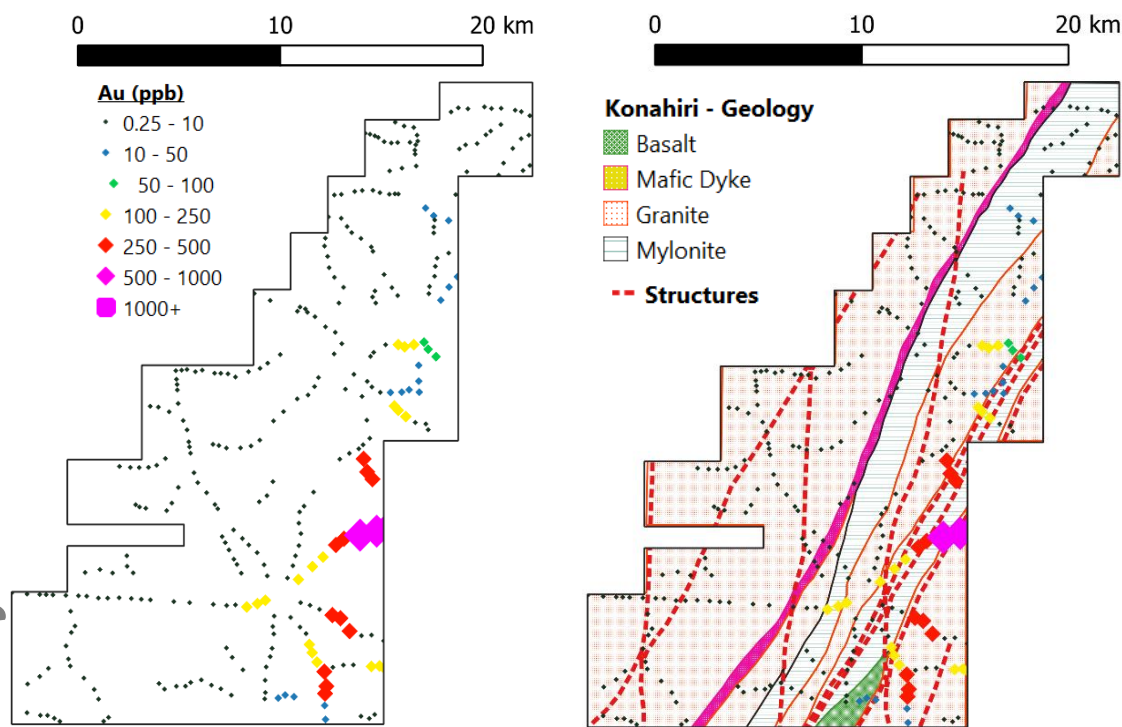 0 10 20 km
Au (ppb)
0.25 - 10
10 - 50
50 - 100
100 - 250
250 - 500
500 - 1000
1000+
0 10 20 km
Konahiri - Geology
Basalt
Mafic Dyke
Granite
Mylonite
Structures